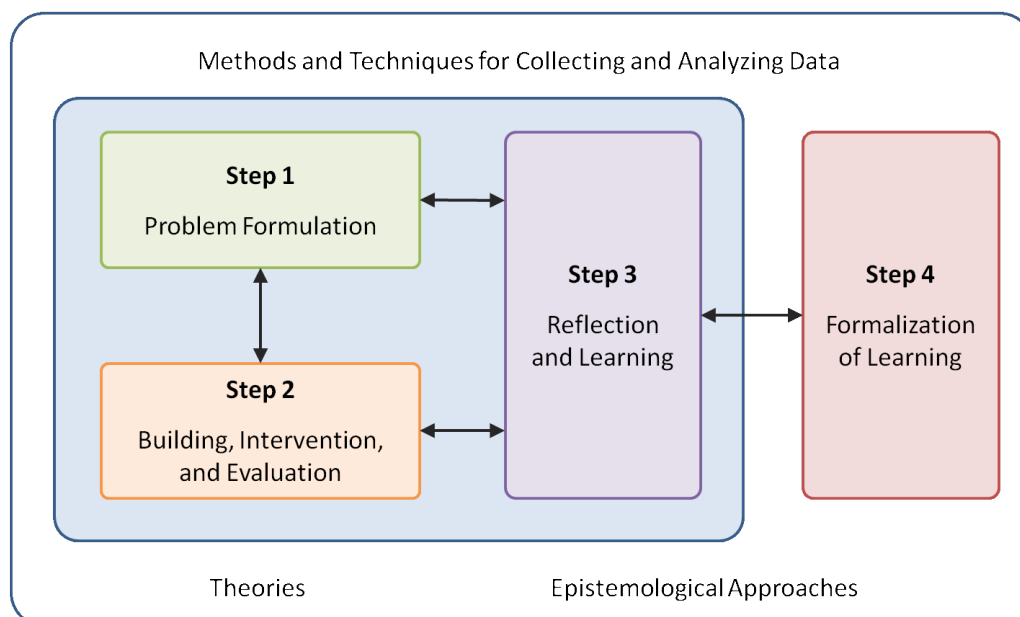 Methods and Techniques for Collecting and Analyzing Data
Step 1
Problem Formulation
Step 2
Building, Intervention,
and Evaluation
Step 3
Reflection
and Learning
Step 4
Formalization
of Learning
Theories
Epistemological Approaches